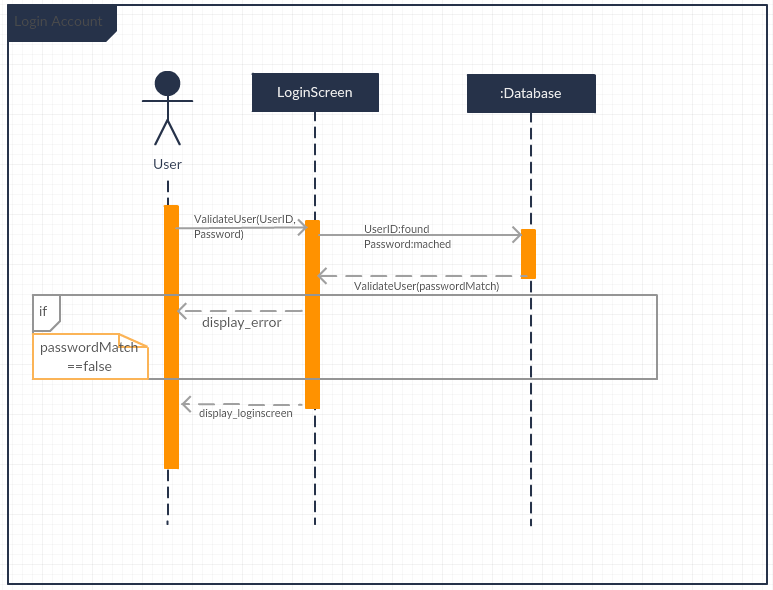 Login Account
LoginScreen
:Database
User
ValidateUser(UserID,
Password)
UserID:found
Password:mached
ValidateUser(passwordMatch)
if
display_error
passwordMatch
==false
display_loginscreen